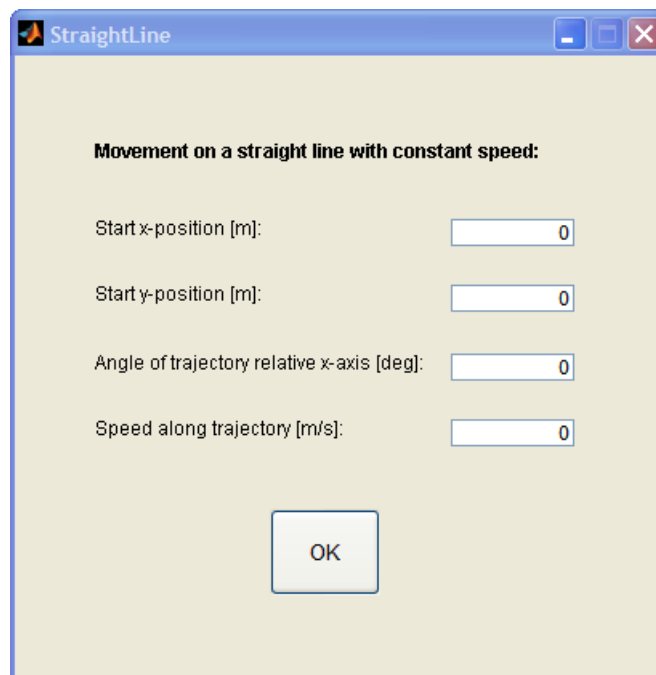 StraightLine
Movement on a straight line with constant speed:
Start x-position [m]: 0
Start y-position [m]: 0
Angle of trajectory relative x-axis [deg]: 0
Speed along trajectory [m/s]: 0
OK